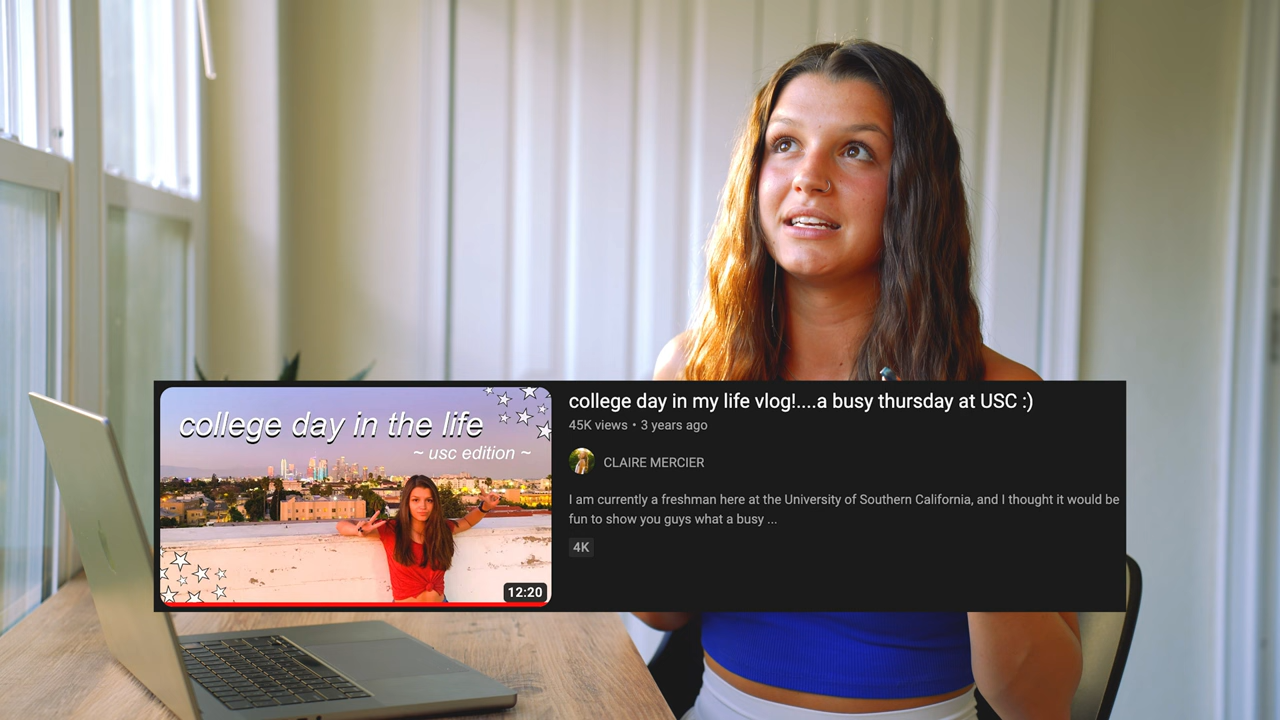 college day in the life
~ usc edition ~
12:20
college day in my life vlog!....a busy thursday at USC :)
45K views • 3 years ago
CLAIRE MERCIER
I am currently a freshman here at the University of Southern California, and I thought it would be
fun to show you guys what a busy ...
4K